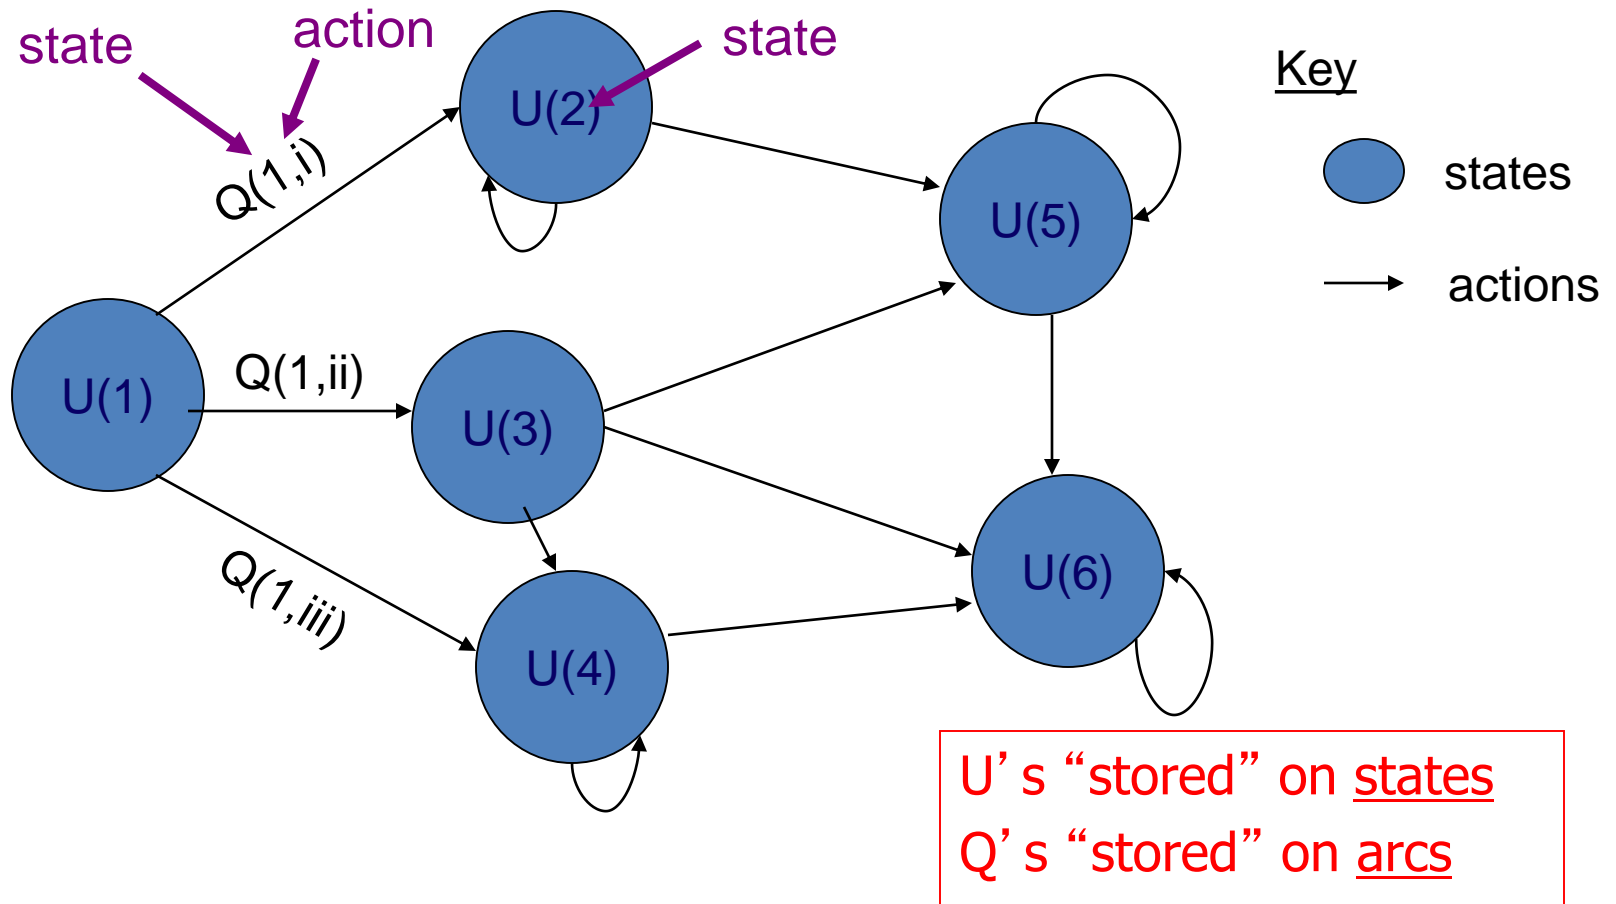 state
action
state
Key
U(2)
states
Q(1,i)
U(5)
actions
Q(1,ii)
U(1)
U(3)
Q(1,iii)
U(6)
U(4)
U’s “stored” on states
Q’s “stored” on arcs